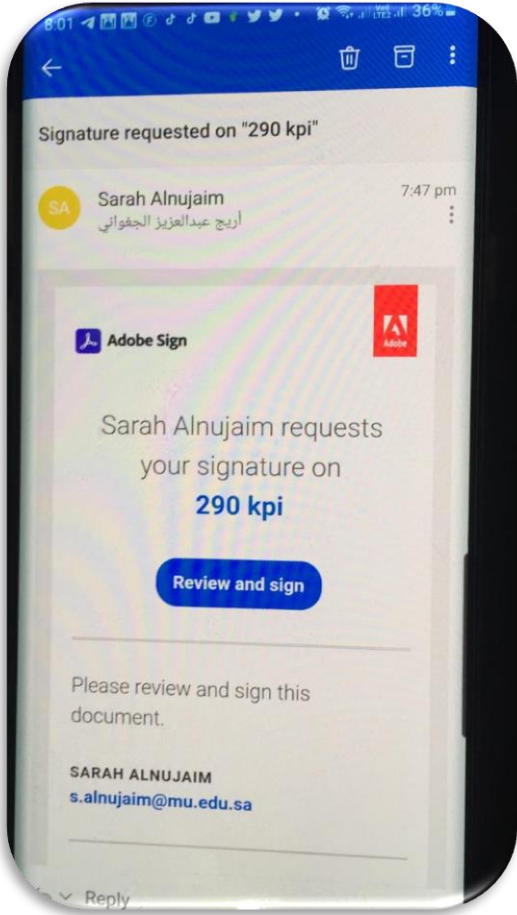 8:01
VoD
LTE2
36%
Signature requested on "290 kpi"
SA
Sarah Alnujaim
7:47 pm
أريج عبدالعزيز الجغواني
Adobe Sign
Adobe
Sarah Alnujaim requests
your signature on
290 kpi
Review and sign
Please review and sign this
document.
SARAH ALNUJAIM
s.alnujaim@mu.edu.sa
Reply